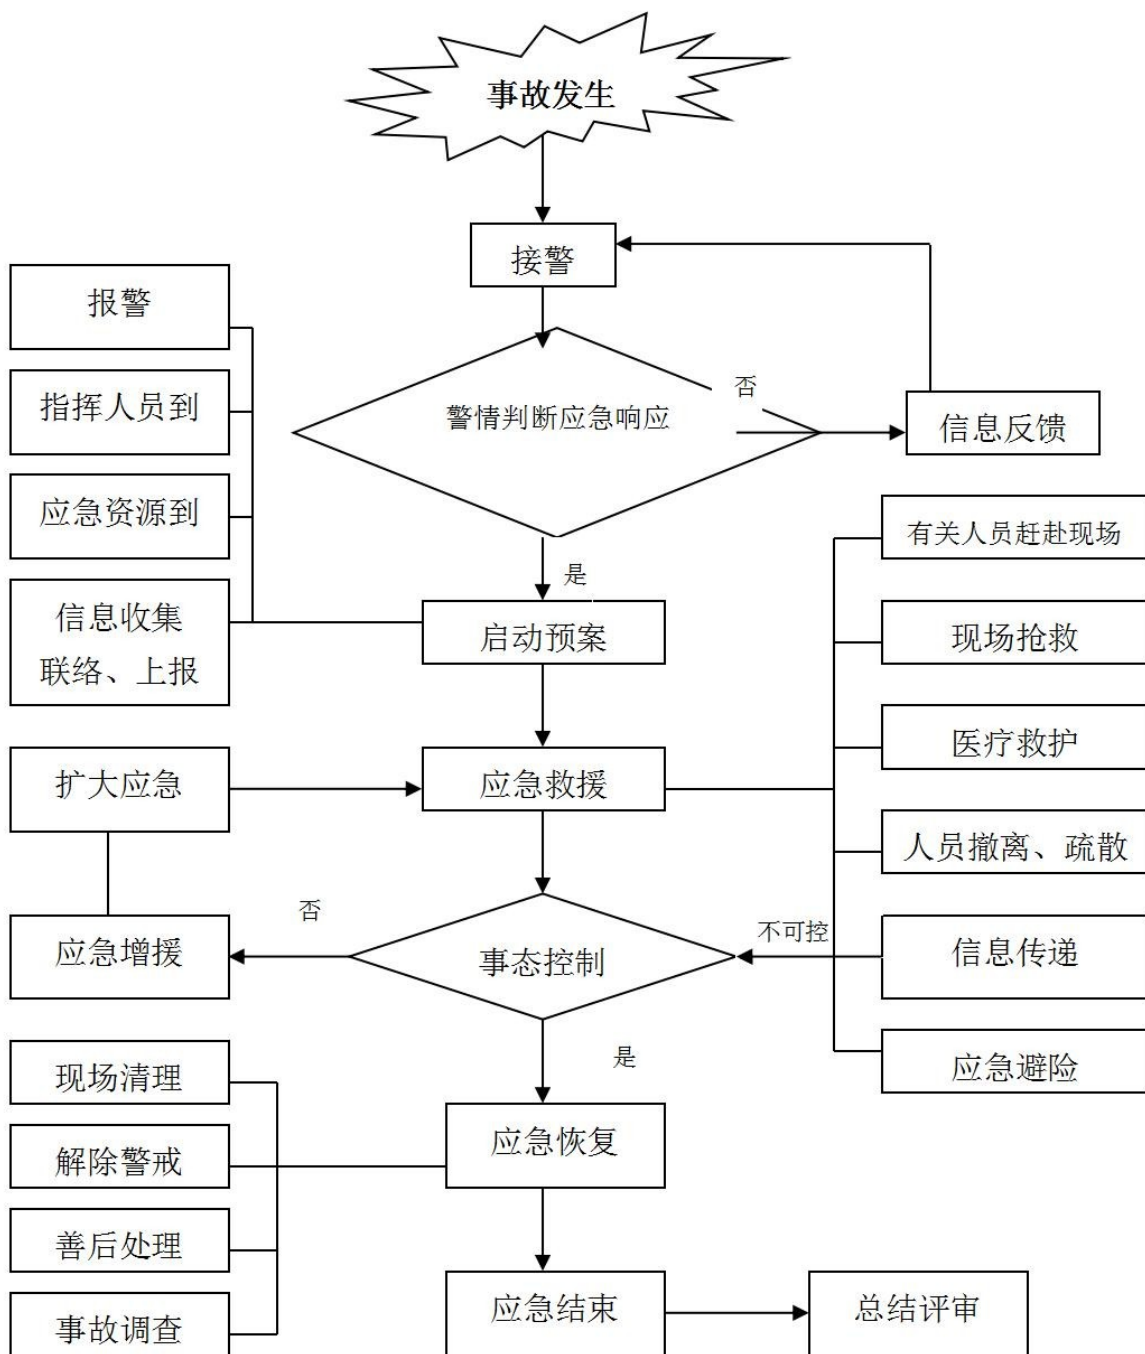 事故发生
接警
报警
指挥人员到
否
警情判断应急响应
信息反馈
应急资源到
有关人员赶赴现场
是
信息收集
联络、上报
启动预案
现场抢救
医疗救护
扩大应急
应急救援
人员撤离、疏散
否
不可控
应急增援
事态控制
信息传递
是
现场清理
应急避险
应急恢复
解除警戒
善后处理
应急结束
总结评审
事故调查